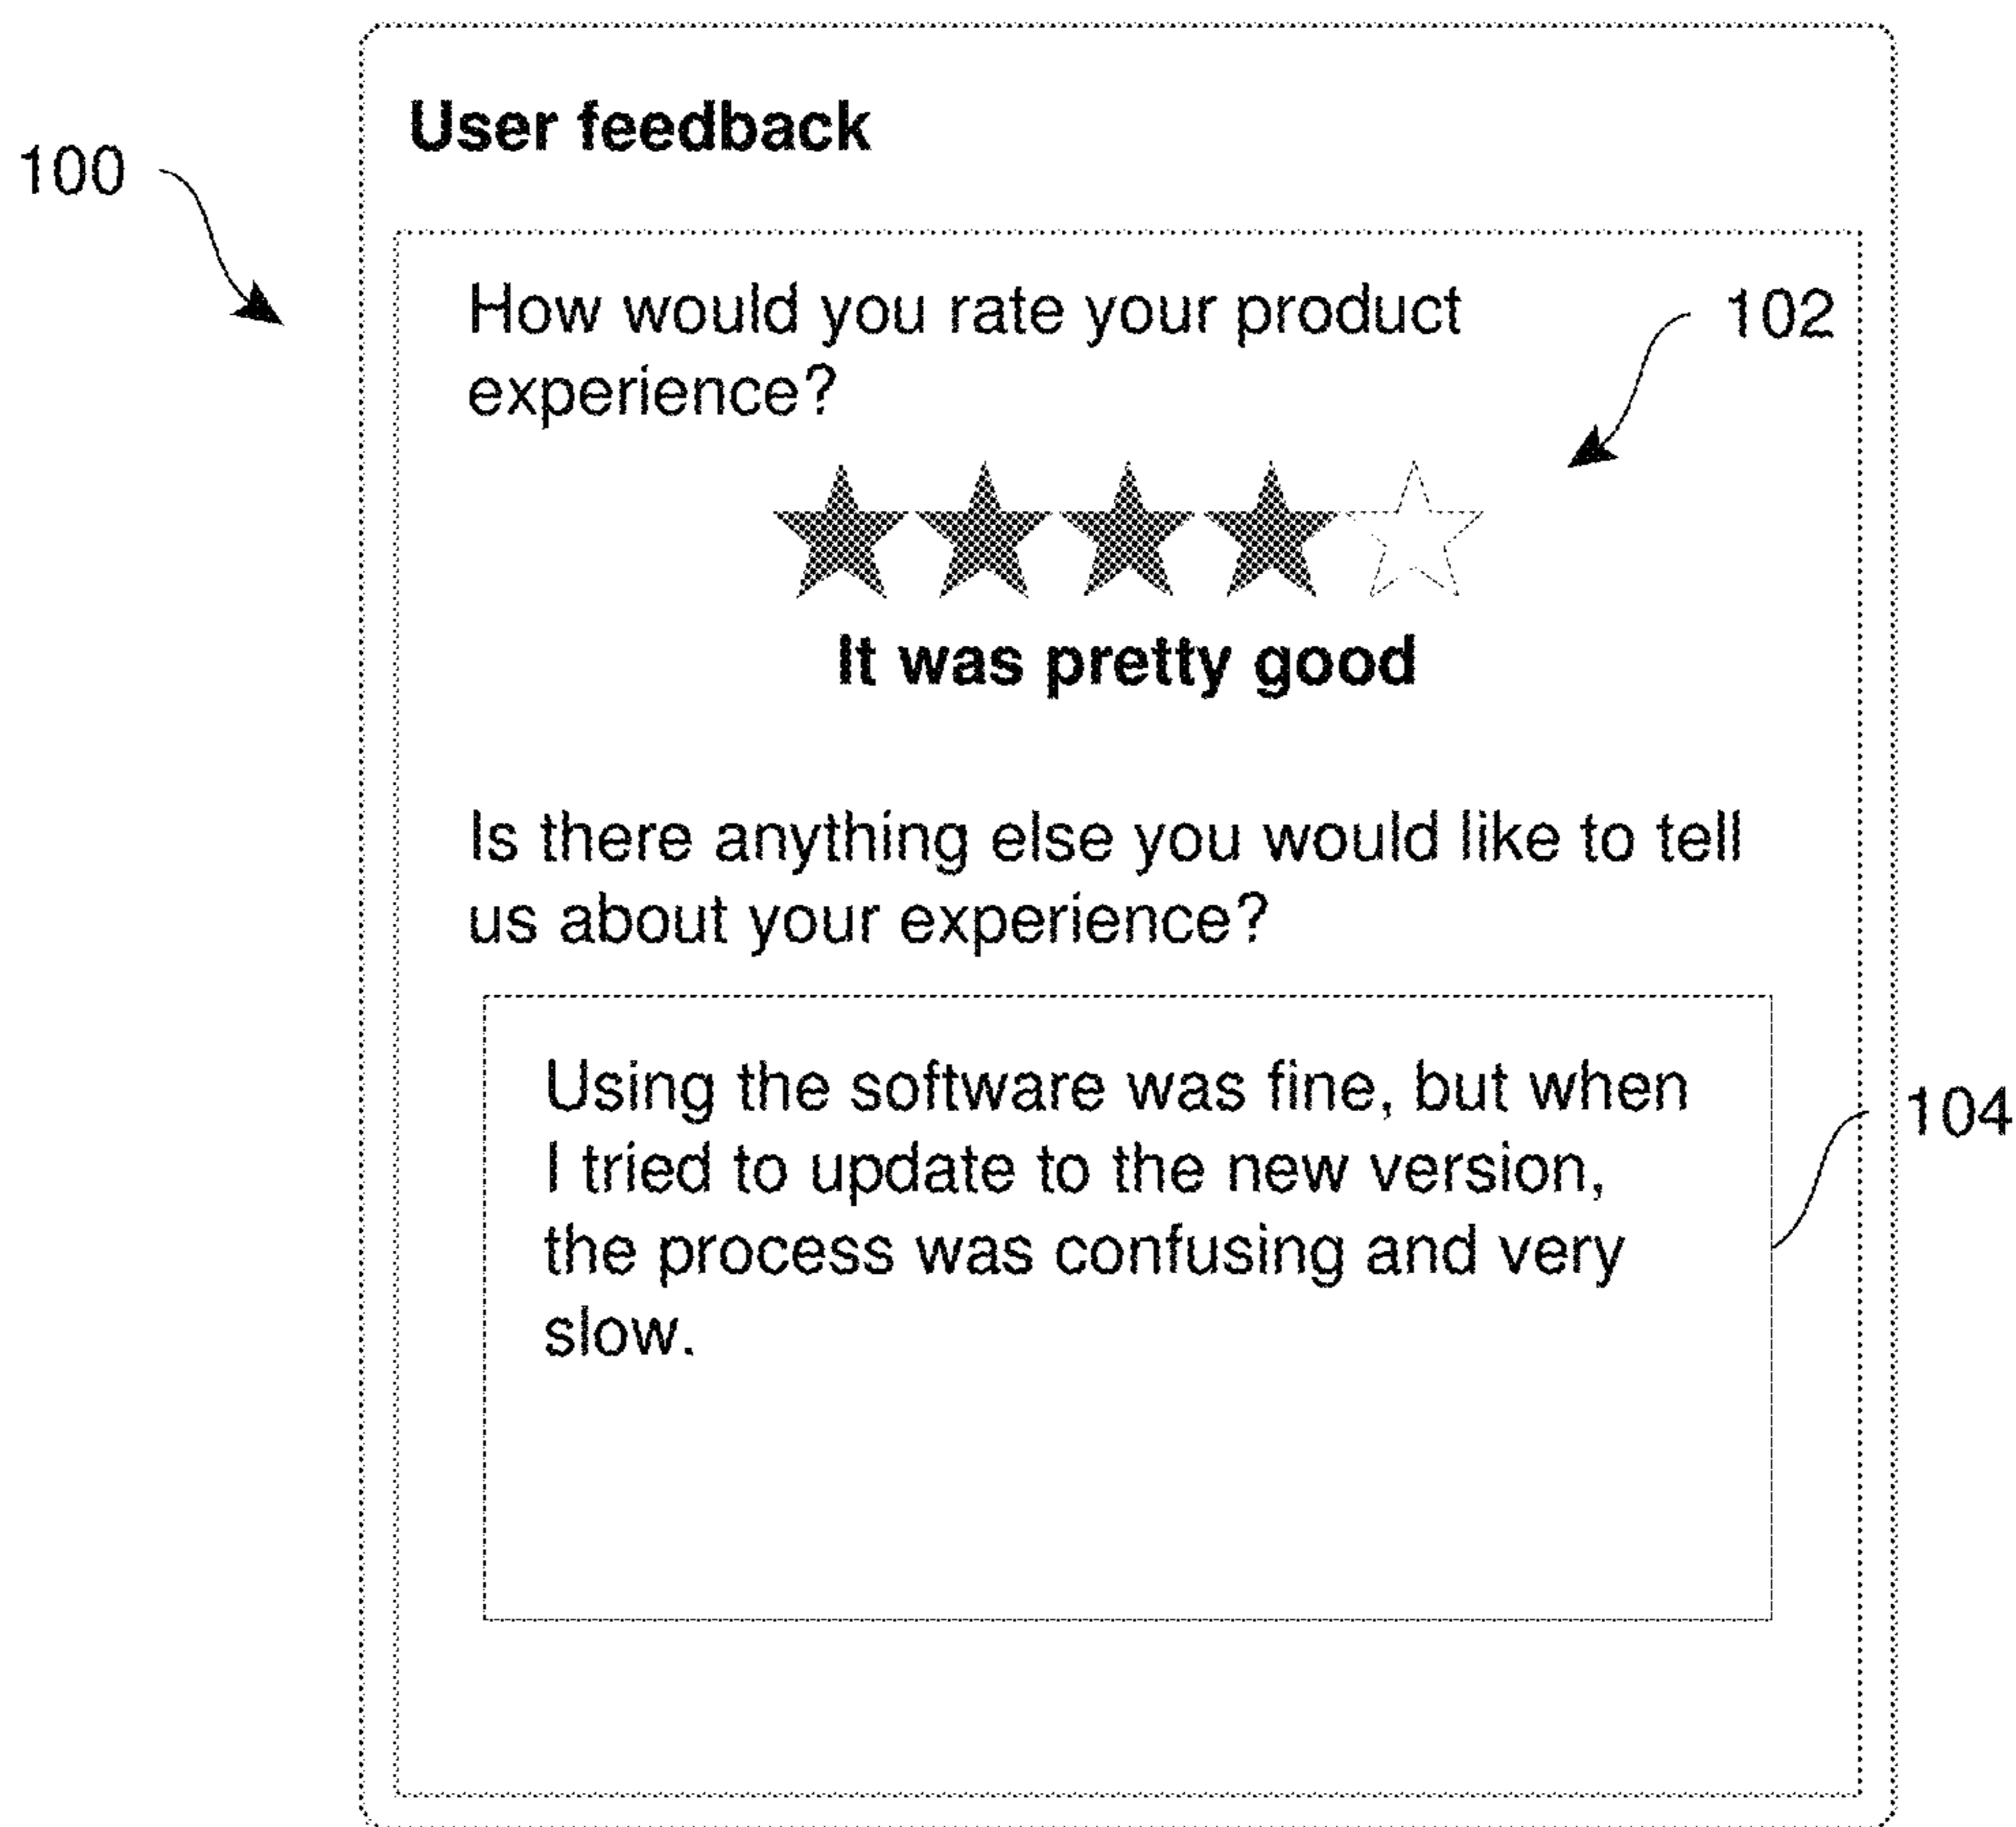 User feedback
100
How would you rate your product
102
experience?
It was pretty good
Is there anything else you would like to tell
us about your experience?
Using the software was fine, but when
104
I tried to update to the new version,
the process was confusing and very
slow.